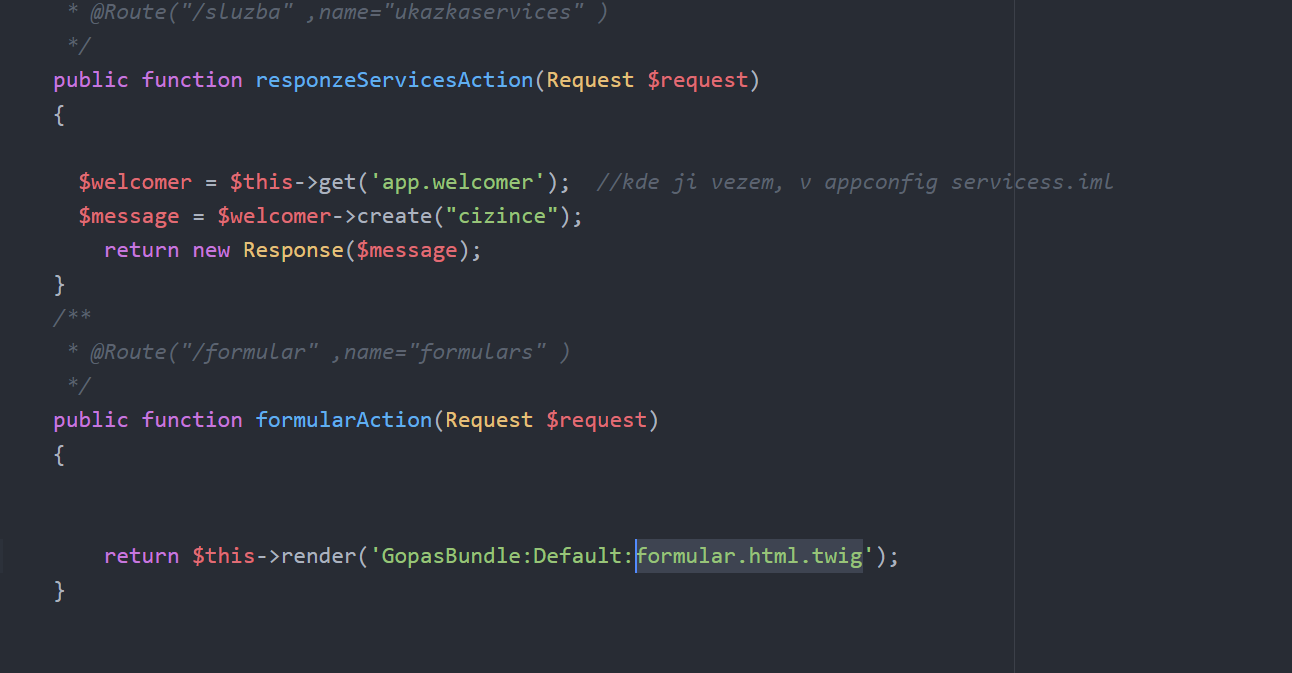 * @Route("/sluzba" ,name="ukazkaservices" )
*/
public function responzeServicesAction(Request $request)
{
$welcomer = $this->get('app.welcomer');  //kde ji vezem, v appconfig servicess.iml
$message = $welcomer->create("cizince");
return new Response($message);
}
/**
* @Route("/formular" ,name="formulars" )
*/
public function formularAction(Request $request)
{
return $this->render('GopasBundle:Default:formular.html.twig');
}